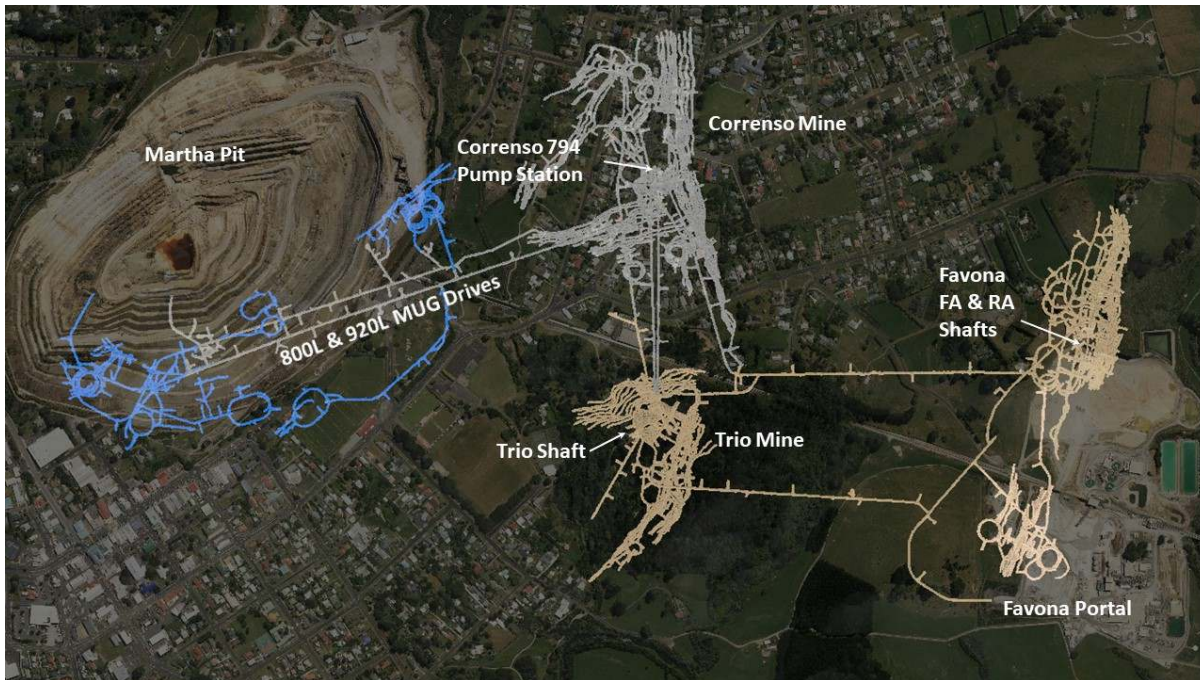 Martha Pit
Correnso 794
Pump Station
Correnso Mine
Favona
FA & RA
Shafts
800L & 920L MUG Drives
Trio Shaft
Trio Mine
Favona Portal